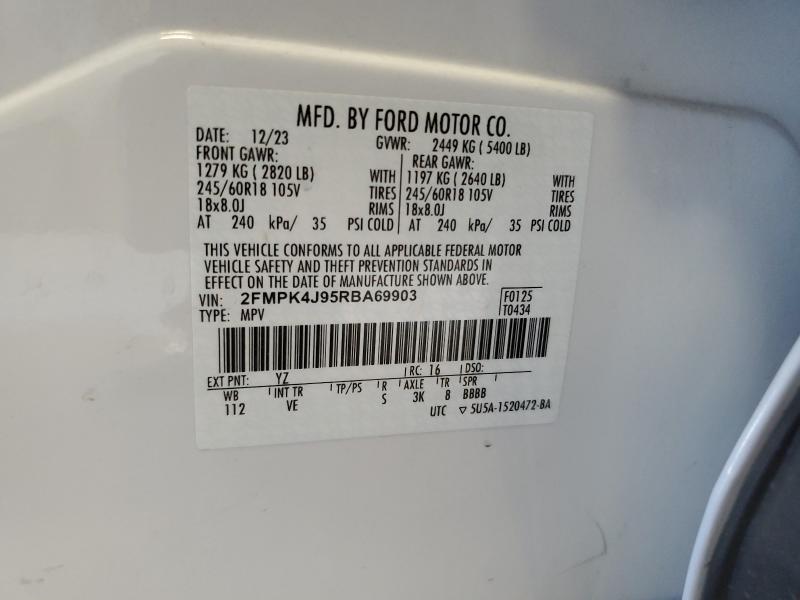 MFD. BY FORD MOTOR CO.
DATE: 12/23 GVWR: 2449 KG ( 5400 LB)
FRONT GAWR: REAR GAWR:
1279 KG ( 2820 LB) WITH 1197 KG ( 2640 LB) WITH
245/60R18 105V TIRES 245/60R18 105V TIRES
18x8.0J RIMS 18x8.0J RIMS
AT 240 kPa/ 35 PSI COLD AT 240 kPa/ 35 PSI COLD
THIS VEHICLE CONFORMS TO ALL APPLICABLE FEDERAL MOTOR
VEHICLE SAFETY AND THEFT PREVENTION STANDARDS IN
EFFECT ON THE DATE OF MANUFACTURE SHOWN ABOVE.
VIN: 2FMPK4J95RBA69903 F0125
TYPE: MPV T0434
EXT PNT: YZ RC: 16 DSO:
WB INT TR TP/PS R AXLE TR SPR
112 VE S 3K 8 BBBB
UTC ▽ 5U5A-1520472-BA